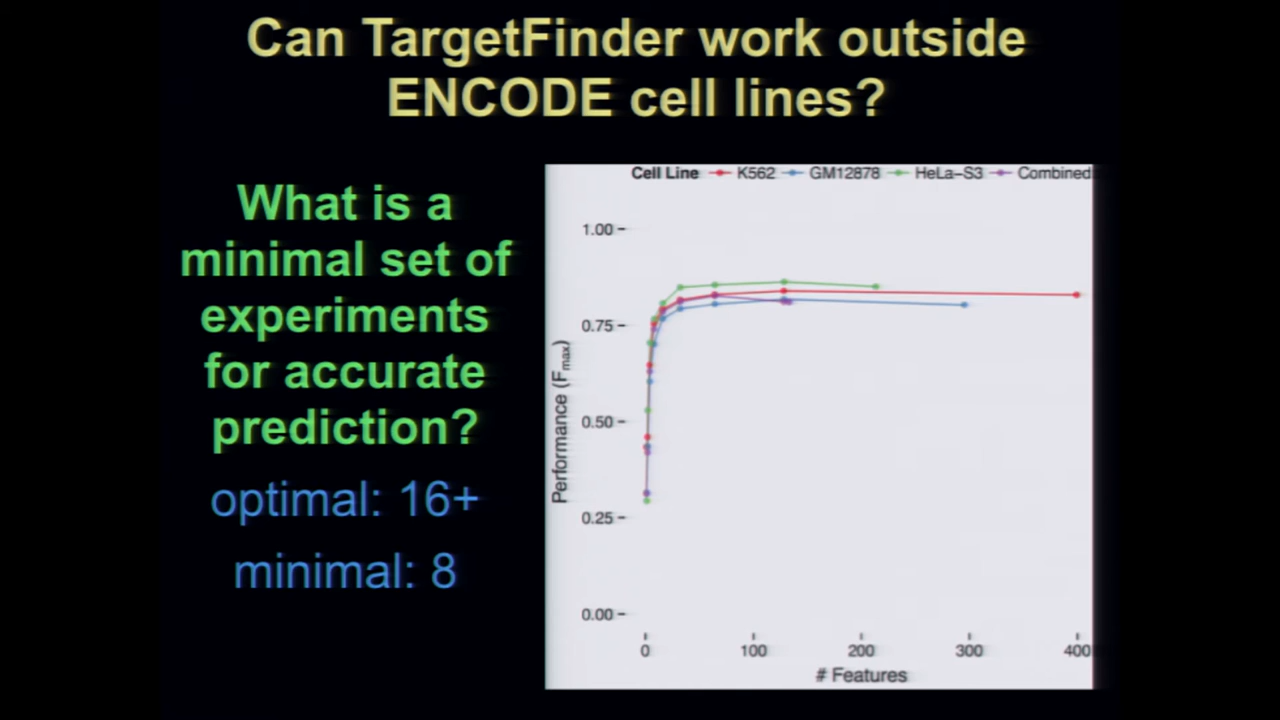 Can TargetFinder work outside
ENCODE cell lines?
What is a
minimal set of
experiments
for accurate
prediction?
optimal: 16+
minimal: 8
Cell Line K562 GM12878 HeLa-S3 Combined
1.00
0.75
0.50
0.25
0.00
Performance (Fmax)
0 100 200 300 400
# Features